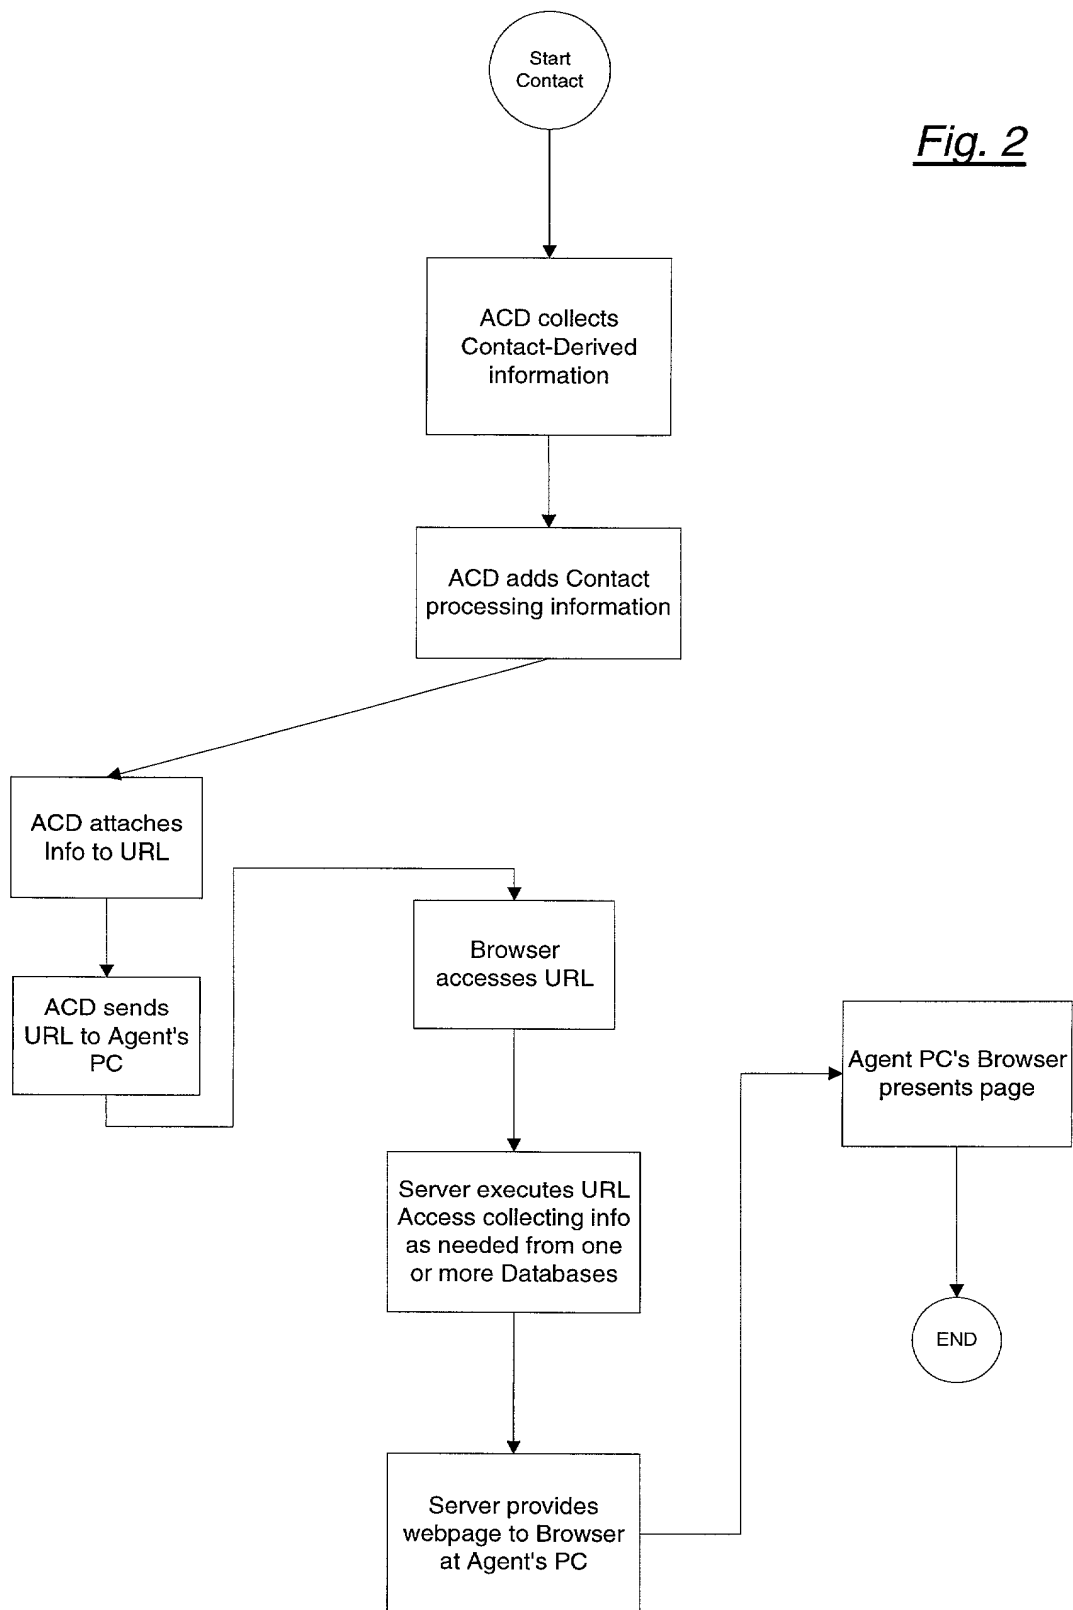 Start
Contact
Fig. 2
ACD collects
Contact-Derived
information
ACD adds Contact
processing information
ACD attaches
Info to URL
ACD sends
URL to Agent's
PC
Browser
accesses URL
Server executes URL
Access collecting info
as needed from one
or more Databases
Server provides
webpage to Browser
at Agent's PC
Agent PC's Browser
presents page
END